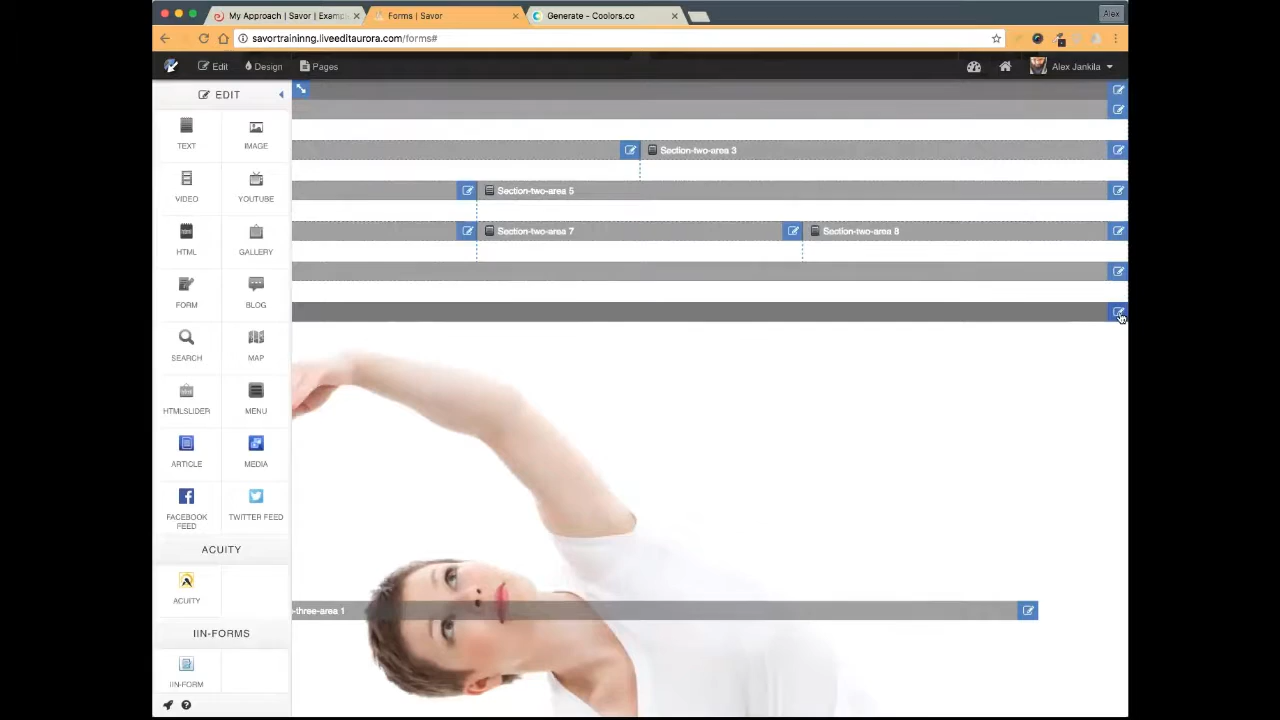 My Approach | Savor | Exampl
Forms | Savor
Generate - Coolors.co
Alex
savortraininng.liveeditaurora.com/forms#
Edit
Design
Pages
Alex Jankila
EDIT
TEXT
IMAGE
Section-two-area 3
VIDEO
YOUTUBE
Section-two-area 5
HTML
GALLERY
Section-two-area 7
Section-two-area 8
FORM
BLOG
SEARCH
MAP
HTMLSLIDER
MENU
ARTICLE
MEDIA
FACEBOOK FEED
TWITTER FEED
ACUITY
ACUITY
-three-area 1
IIN-FORMS
IIN-FORM